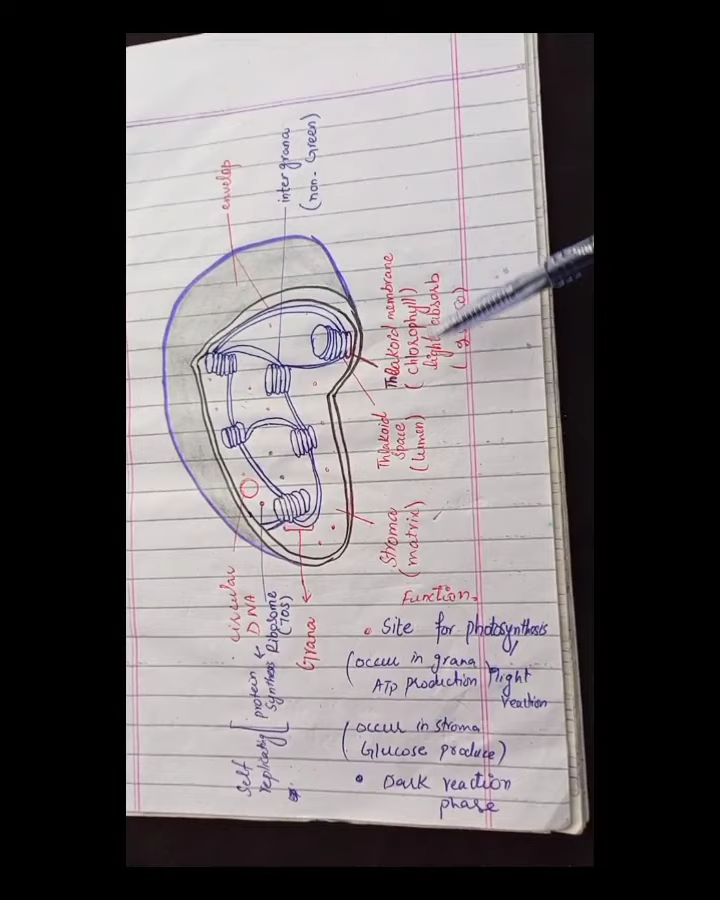 envelop
inter grana
(non-Green)
Thlakoid membrane
(chlorophyll)
light absorb
Thlakoid
space
(lumen)
Stroma
(matrix)
circular
DNA
Ribosome
(70S)
Grana
protein
synthesis
Self
replicating
Function
Site for photosynthesis
(occur in grana
ATP production)
light
reaction
(occur in stroma
Glucose produce)
Dark reaction
phase